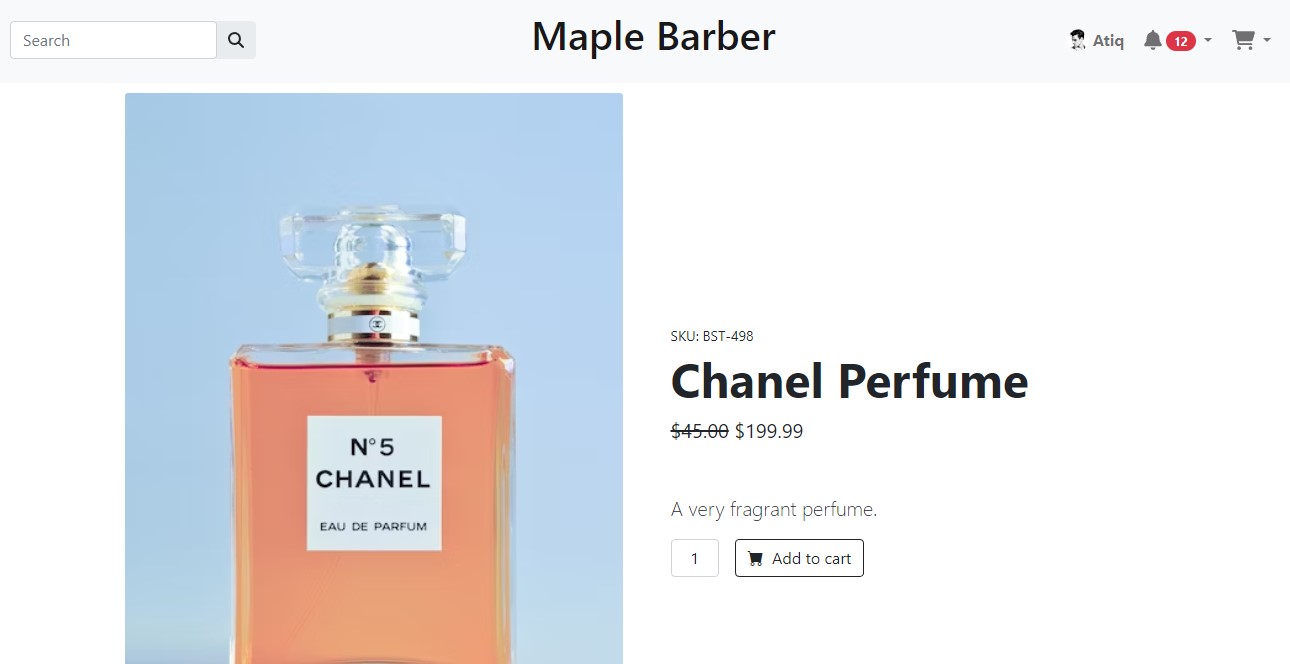 Search
Maple Barber
Atiq
12
N°5
CHANEL
EAU DE PARFUM
SKU: BST-498
Chanel Perfume
$45.00 $199.99
A very fragrant perfume.
1
Add to cart